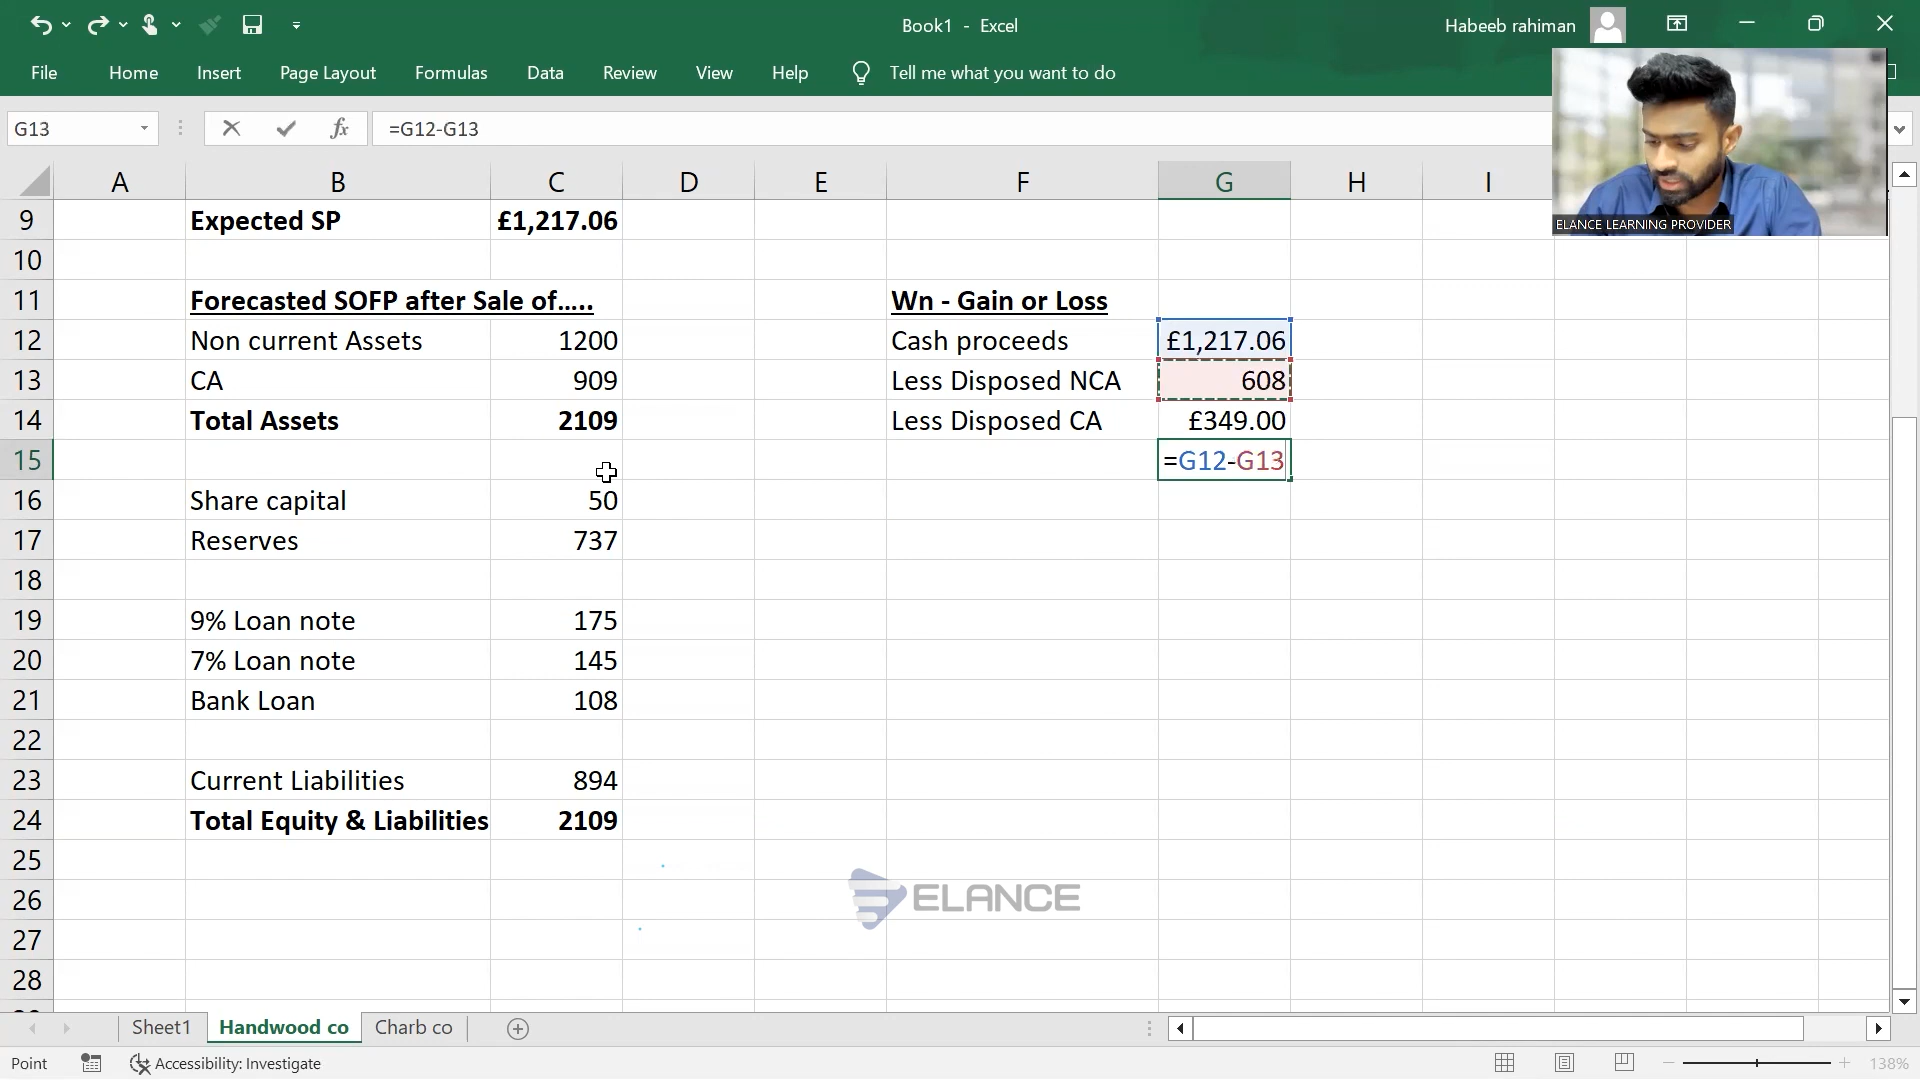 Book1 - Excel
Habeeb rahiman
File Home Insert Page Layout Formulas Data Review View Help Tell me what you want to do
G13 fx =G12-G13
ELANCE LEARNING PROVIDER
A B C D E F G H I
9 Expected SP £1,217.06
10
11 Forecasted SOFP after Sale of..... Wn - Gain or Loss
12 Non current Assets 1200 Cash proceeds £1,217.06
13 CA 909 Less Disposed NCA 608
14 Total Assets 2109 Less Disposed CA £349.00
15 =G12-G13
16 Share capital 50
17 Reserves 737
18
19 9% Loan note 175
20 7% Loan note 145
21 Bank Loan 108
22
23 Current Liabilities 894
24 Total Equity & Liabilities 2109
25
26 ELANCE
27
28
Sheet1 Handwood co Charb co
Point Accessibility: Investigate 138%